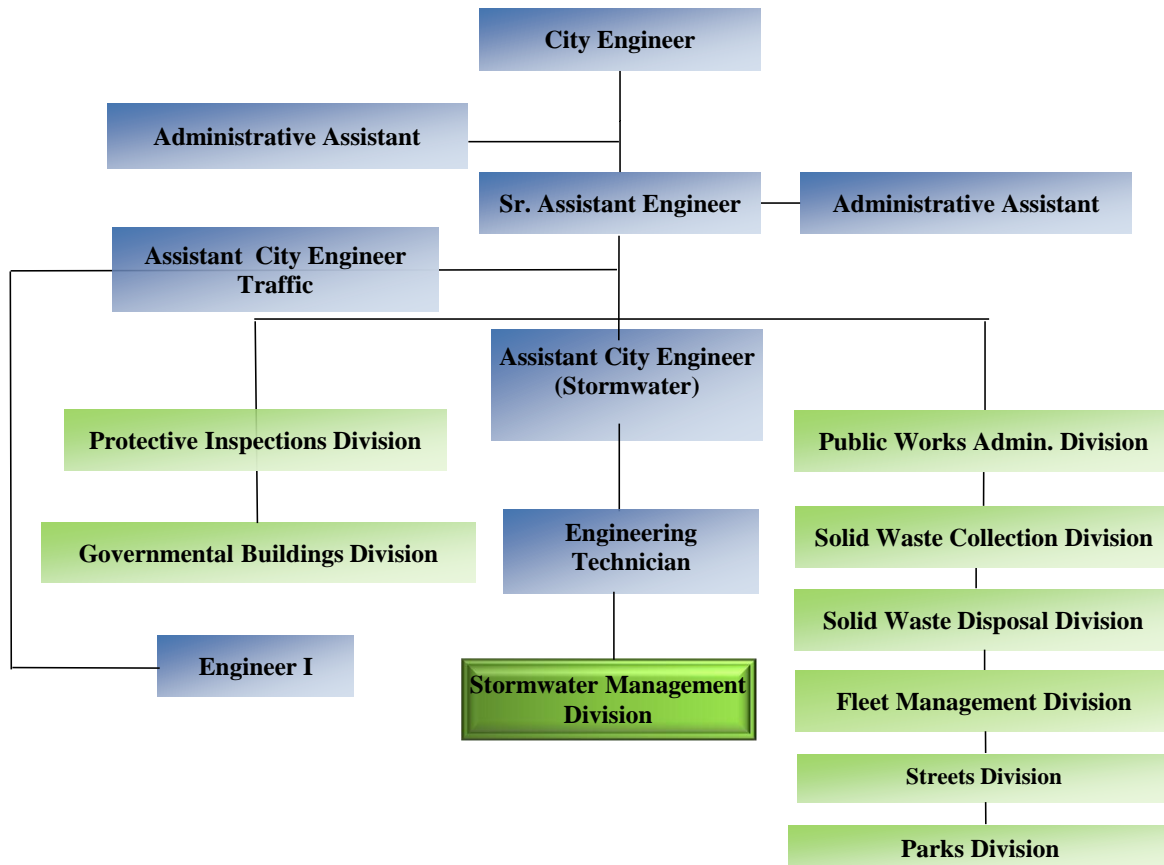 City Engineer
Administrative Assistant
Sr. Assistant Engineer
Administrative Assistant
Assistant City Engineer
Traffic
Assistant City Engineer
(Stormwater)
Protective Inspections Division
Public Works Admin. Division
Engineering
Technician
Solid Waste Collection Division
Governmental Buildings Division
Solid Waste Disposal Division
Engineer I
Stormwater Management
Division
Fleet Management Division
Streets Division
Parks Division